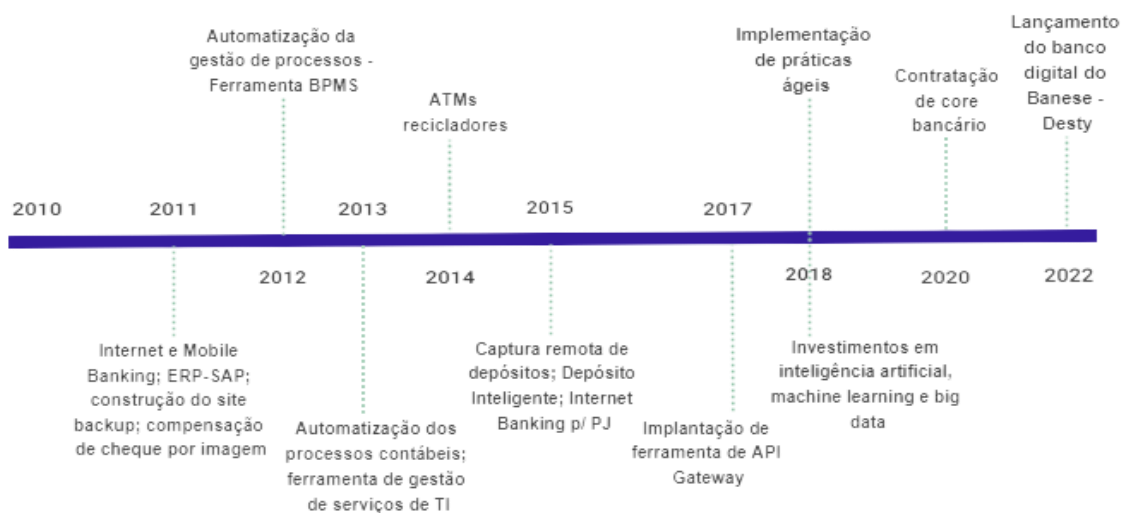 Automatização da
gestão de processos -
Ferramenta BPMS
ATMs
recicladores
Implementação
de práticas
ágeis
Contratação
de core
bancário
Lançamento
do banco
digital do
Banese -
Desty
2010
2011
2013
2015
2017
2012
2014
2018
2020
2022
Internet e Mobile
Banking; ERP-SAP;
construção do site
backup; compensação
de cheque por imagem
Automatização dos
processos contábeis;
ferramenta de gestão
de serviços de TI
Captura remota de
depósitos; Depósito
Inteligente; Internet
Banking p/ PJ
Implantação de
ferramenta de API
Gateway
Investimentos em
inteligência artificial,
machine learning e big
data